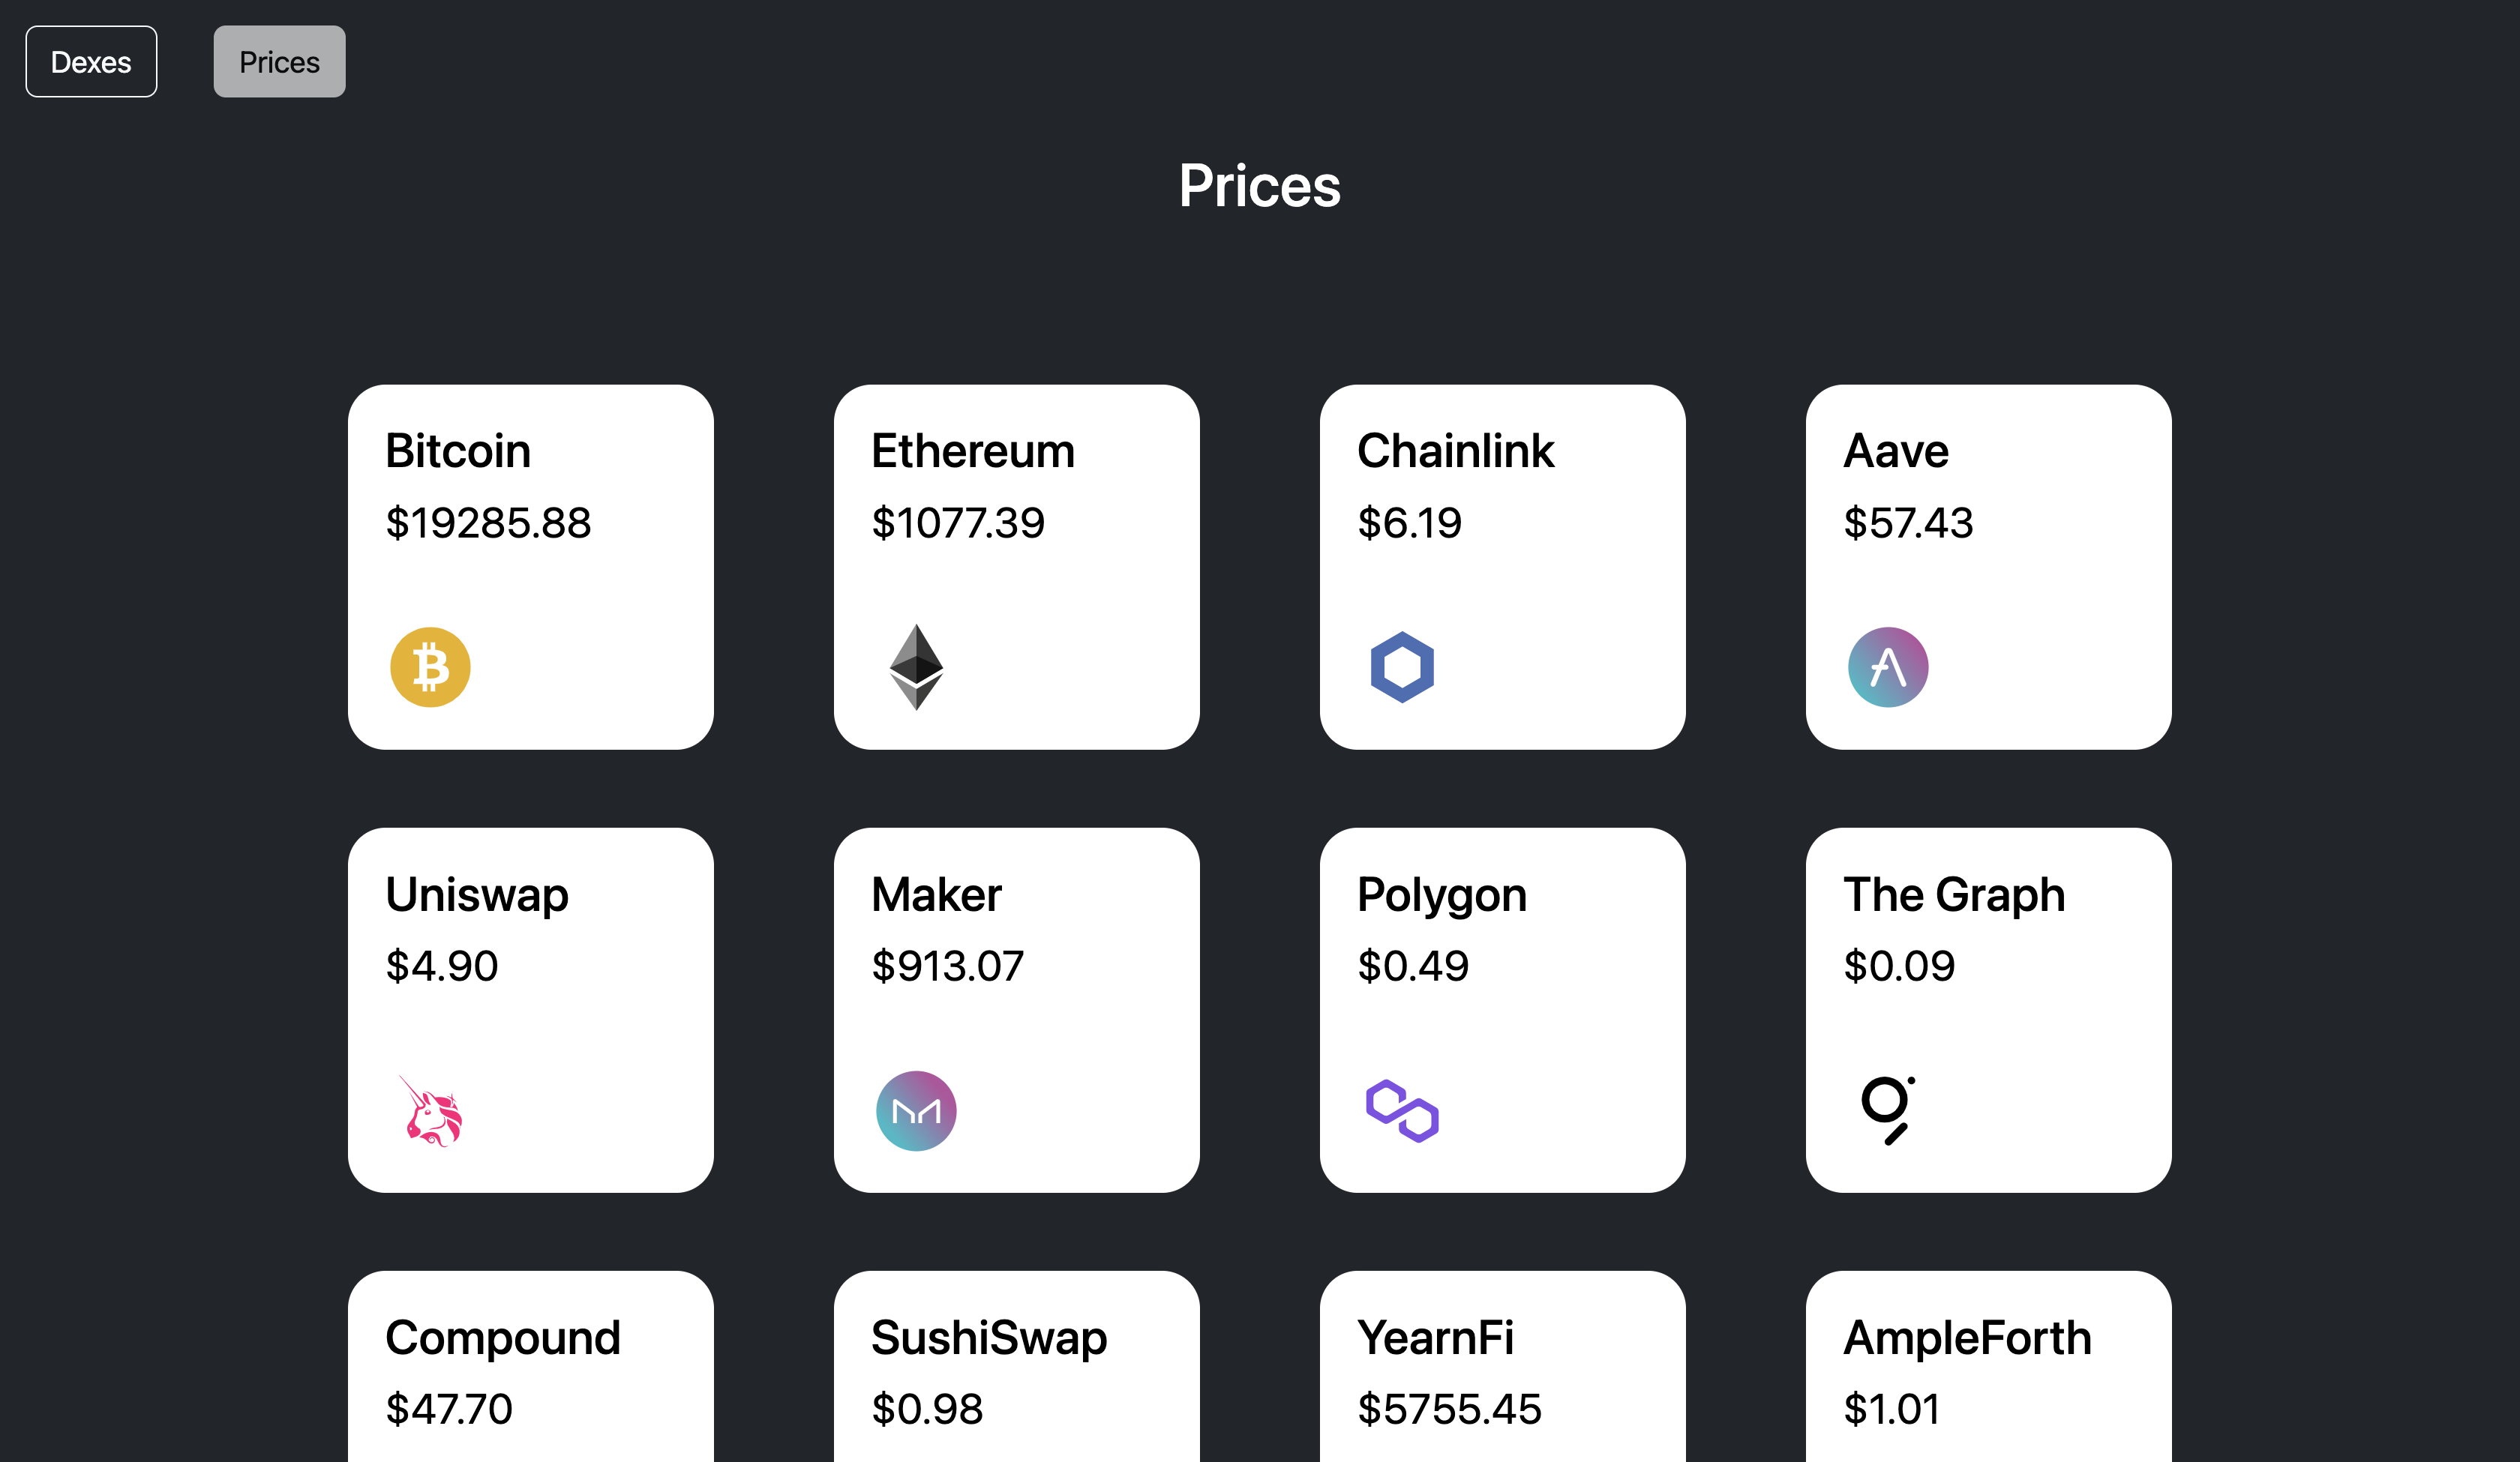 Dexes
Prices
Prices
Bitcoin
$19285.88
Ethereum
$1077.39
Chainlink
$6.19
Aave
$57.43
Uniswap
$4.90
Maker
$913.07
Polygon
$0.49
The Graph
$0.09
Compound
$47.70
SushiSwap
$0.98
YearnFi
$5755.45
AmpleForth
$1.01